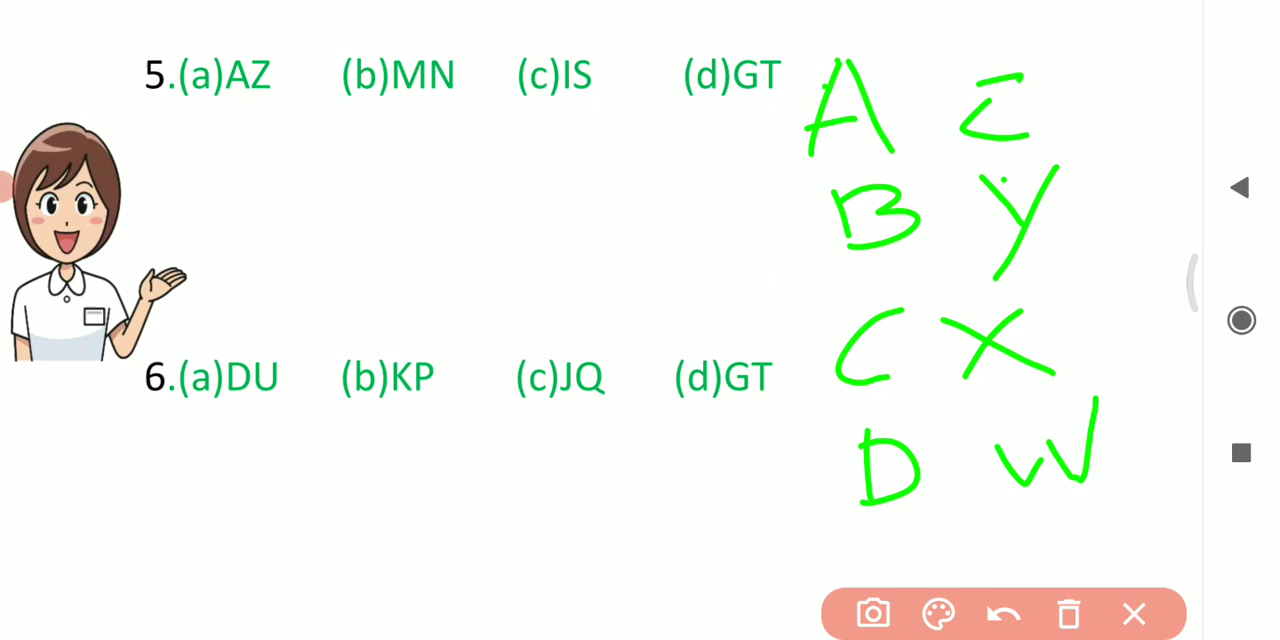 5.(a)AZ (b)MN (c)IS (d)GT
A Z
B Y
C X
6.(a)DU (b)KP (c)JQ (d)GT
D W